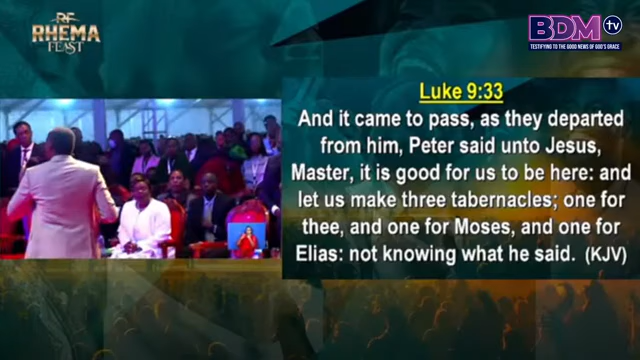 RF
RHEMA
FEAST
BDM tv
TESTIFYING TO THE GOOD NEWS OF GOD'S GRACE
Luke 9:33
And it came to pass, as they departed
from him, Peter said unto Jesus,
Master, it is good for us to be here: and
let us make three tabernacles; one for
thee, and one for Moses, and one for
Elias: not knowing what he said. (KJV)